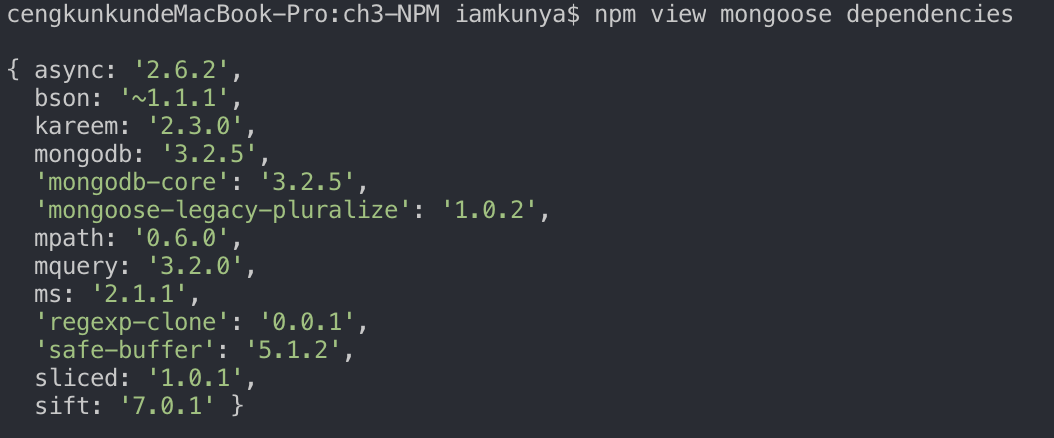 cengkunkundeMacBook-Pro:ch3-NPM iamkunya$ npm view mongoose dependencies
{ async: '2.6.2',
bson: '~1.1.1',
kareem: '2.3.0',
mongodb: '3.2.5',
'mongodb-core': '3.2.5',
'mongoose-legacy-pluralize': '1.0.2',
mpath: '0.6.0',
mquery: '3.2.0',
ms: '2.1.1',
'regexp-clone': '0.0.1',
'safe-buffer': '5.1.2',
sliced: '1.0.1',
sift: '7.0.1' }